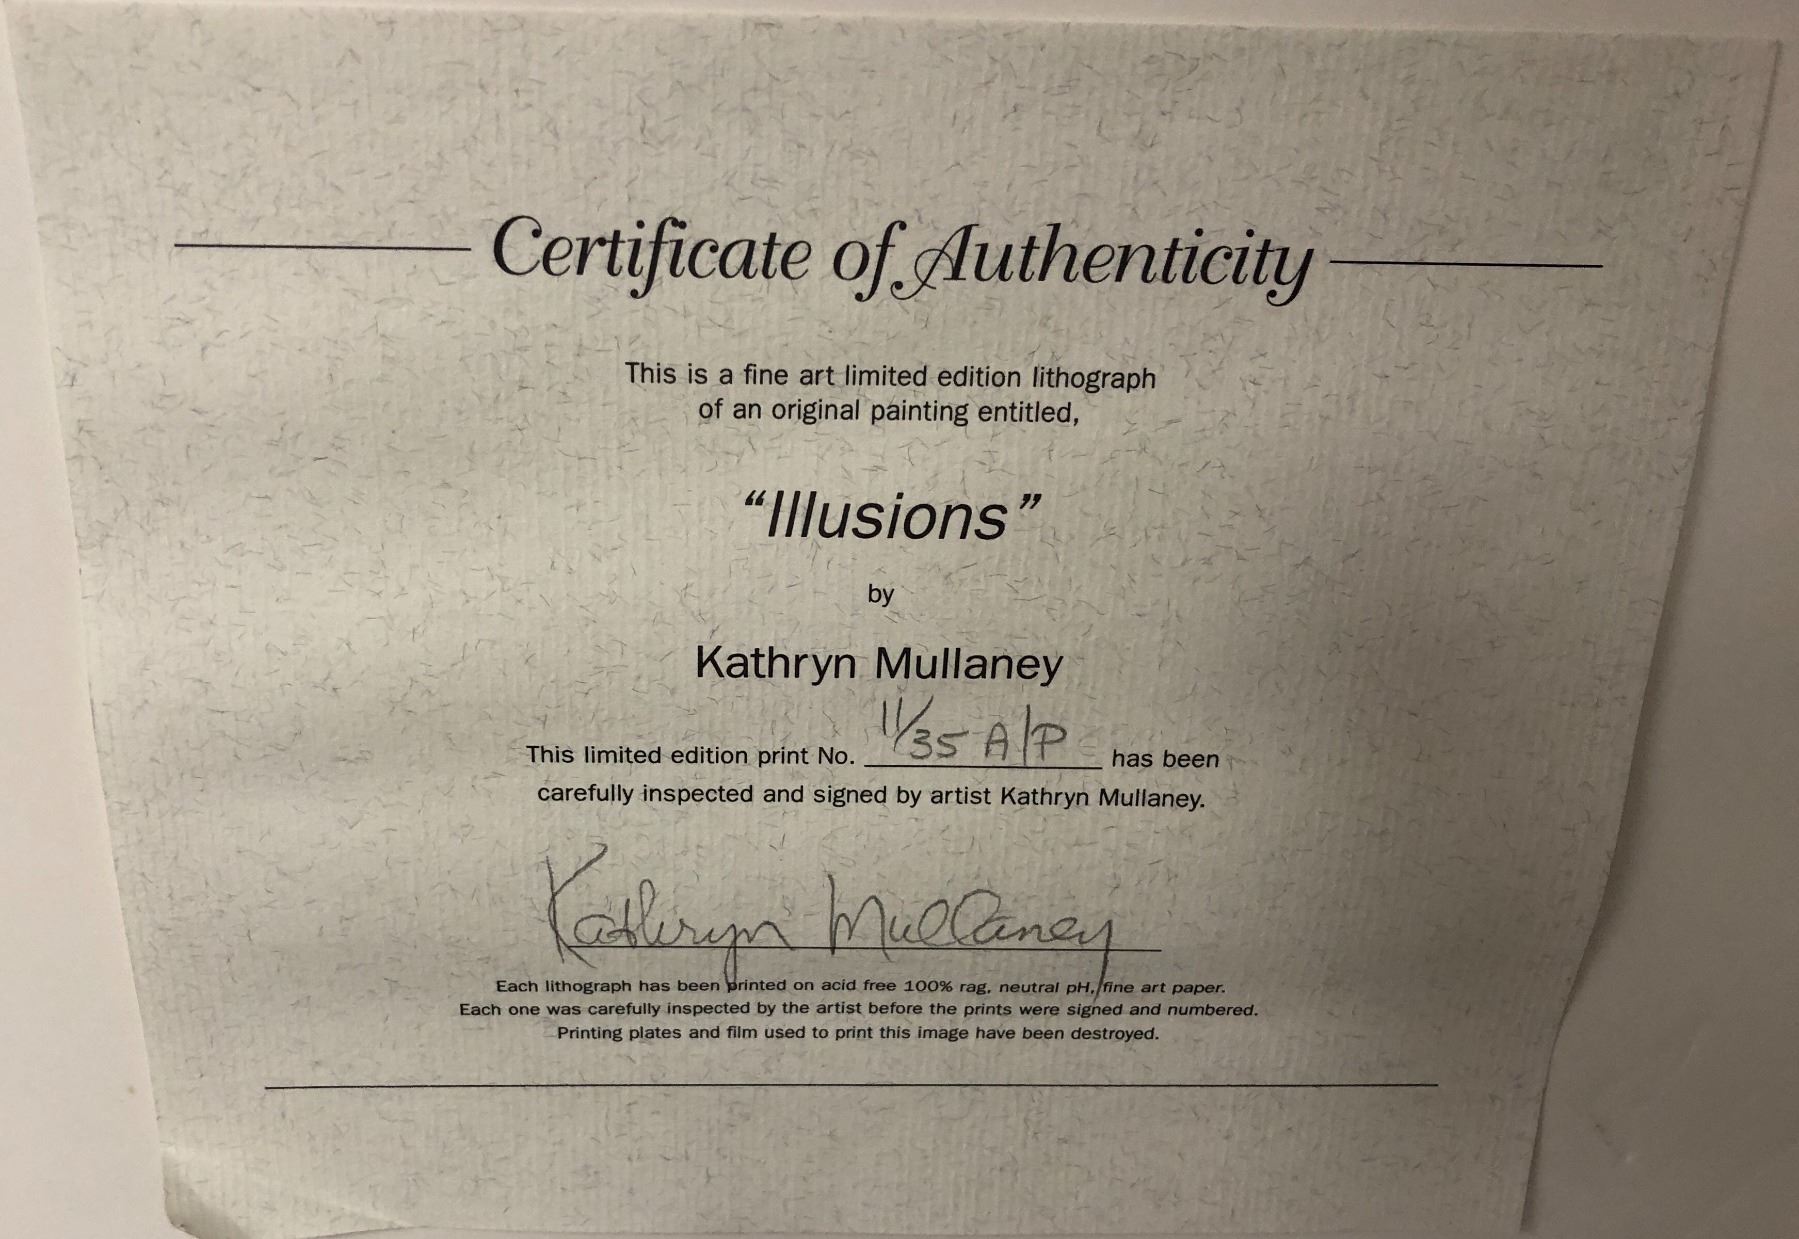 Certificate of Authenticity
This is a fine art limited edition lithograph
of an original painting entitled,
“Illusions”
by
Kathryn Mullaney
This limited edition print No. 11/35 A/P has been
carefully inspected and signed by artist Kathryn Mullaney.
Kathryn Mullaney
Each lithograph has been printed on acid free 100% rag, neutral pH, fine art paper.
Each one was carefully inspected by the artist before the prints were signed and numbered.
Printing plates and film used to print this image have been destroyed.